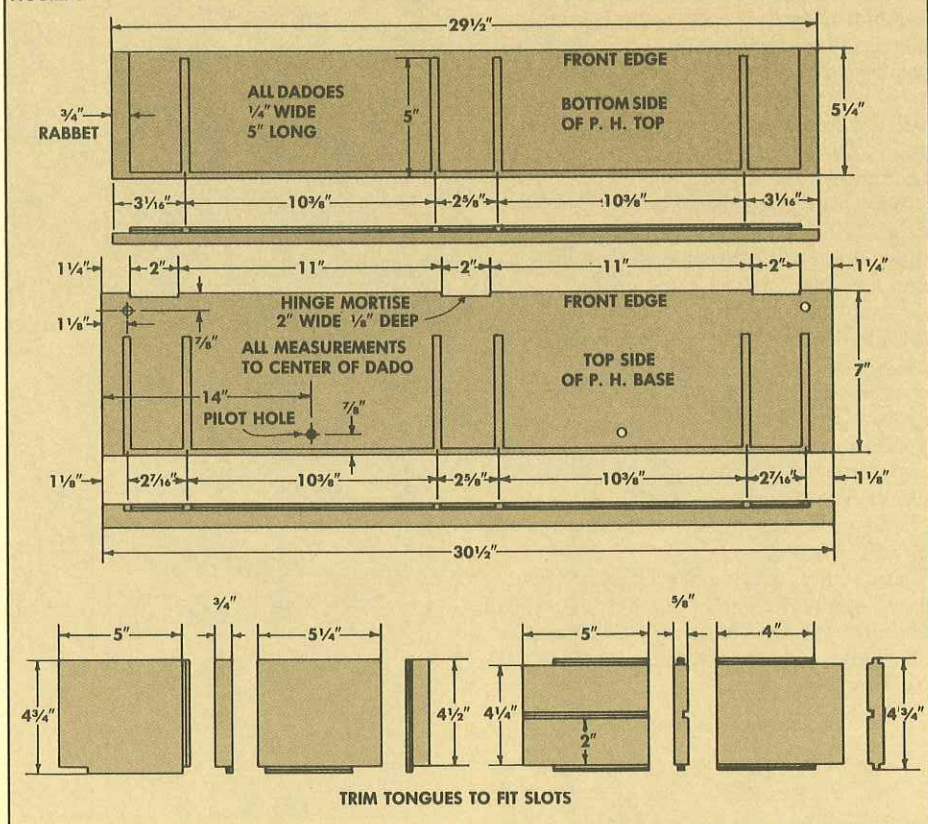 29½"
FRONT EDGE
ALL DADOES
¼" WIDE
5" LONG
5"
BOTTOM SIDE
OF P. H. TOP
¾"
RABBET
5¼"
3¹⁄₁₆"
10⅜"
2⅝"
10⅜"
3¹⁄₁₆"
1¼"
2"
11"
2"
11"
2"
1¼"
HINGE MORTISE
2" WIDE ⅛" DEEP
FRONT EDGE
1⅛"
⅞"
ALL MEASUREMENTS
TO CENTER OF DADO
TOP SIDE
OF P. H. BASE
7"
14"
PILOT HOLE
⅞"
1⅛"
2⁷⁄₁₆"
10⅜"
2⅝"
10⅜"
2⁷⁄₁₆"
1⅛"
30½"
¾"
⅝"
5"
5¼"
5"
4"
4¾"
4½"
4¼"
2"
4¾"
TRIM TONGUES TO FIT SLOTS